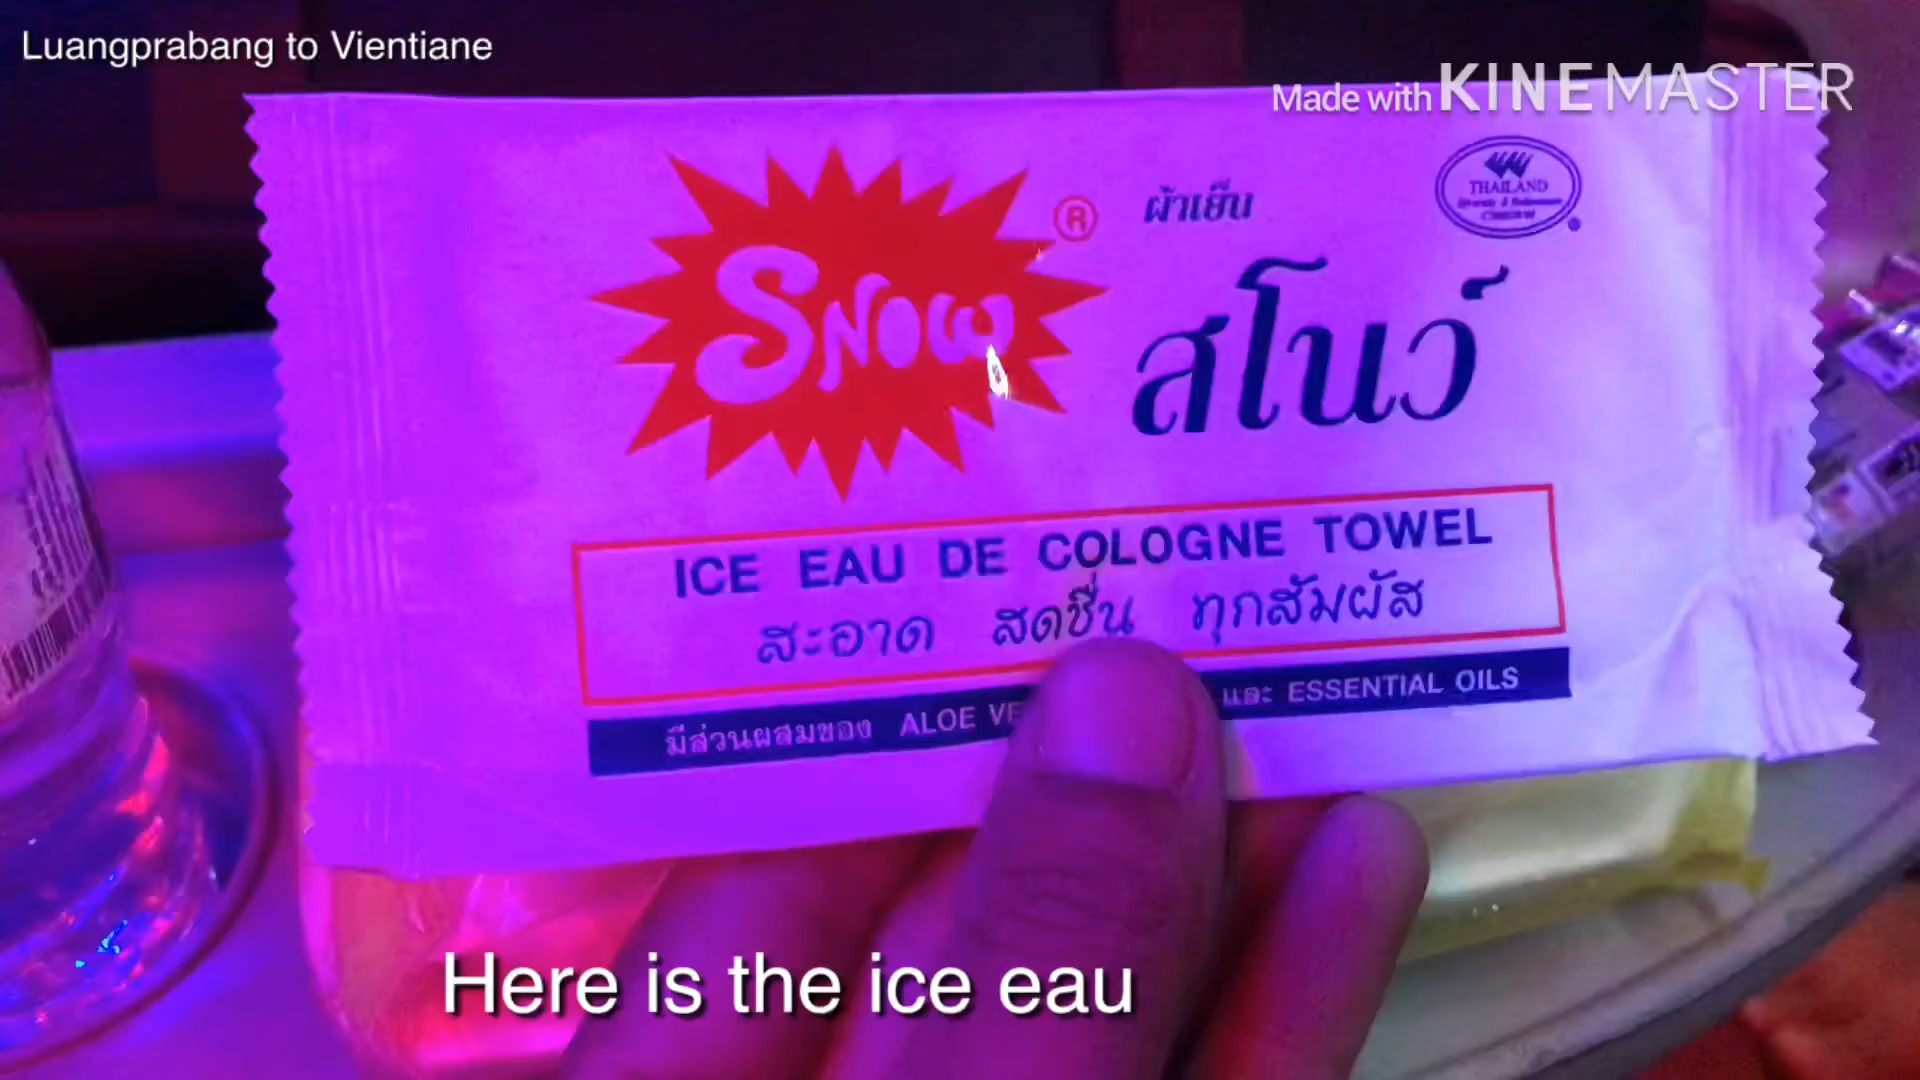 Luangprabang to Vientiane
Made with KINEMASTER
THAILAND
ผ้าเย็น
SNOW ®
สโนว์
ICE EAU DE COLOGNE TOWEL
สะอาด สดชื่น ทุกสัมผัส
มีส่วนผสมของ ALOE และ ESSENTIAL OILS
Here is the ice eau